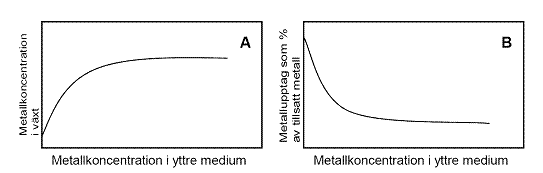 Metallkoncentration
i växt
A
Metallkoncentration i yttre medium
Metallupptag som %
av tillsatt metall
B
Metallkoncentration i yttre medium